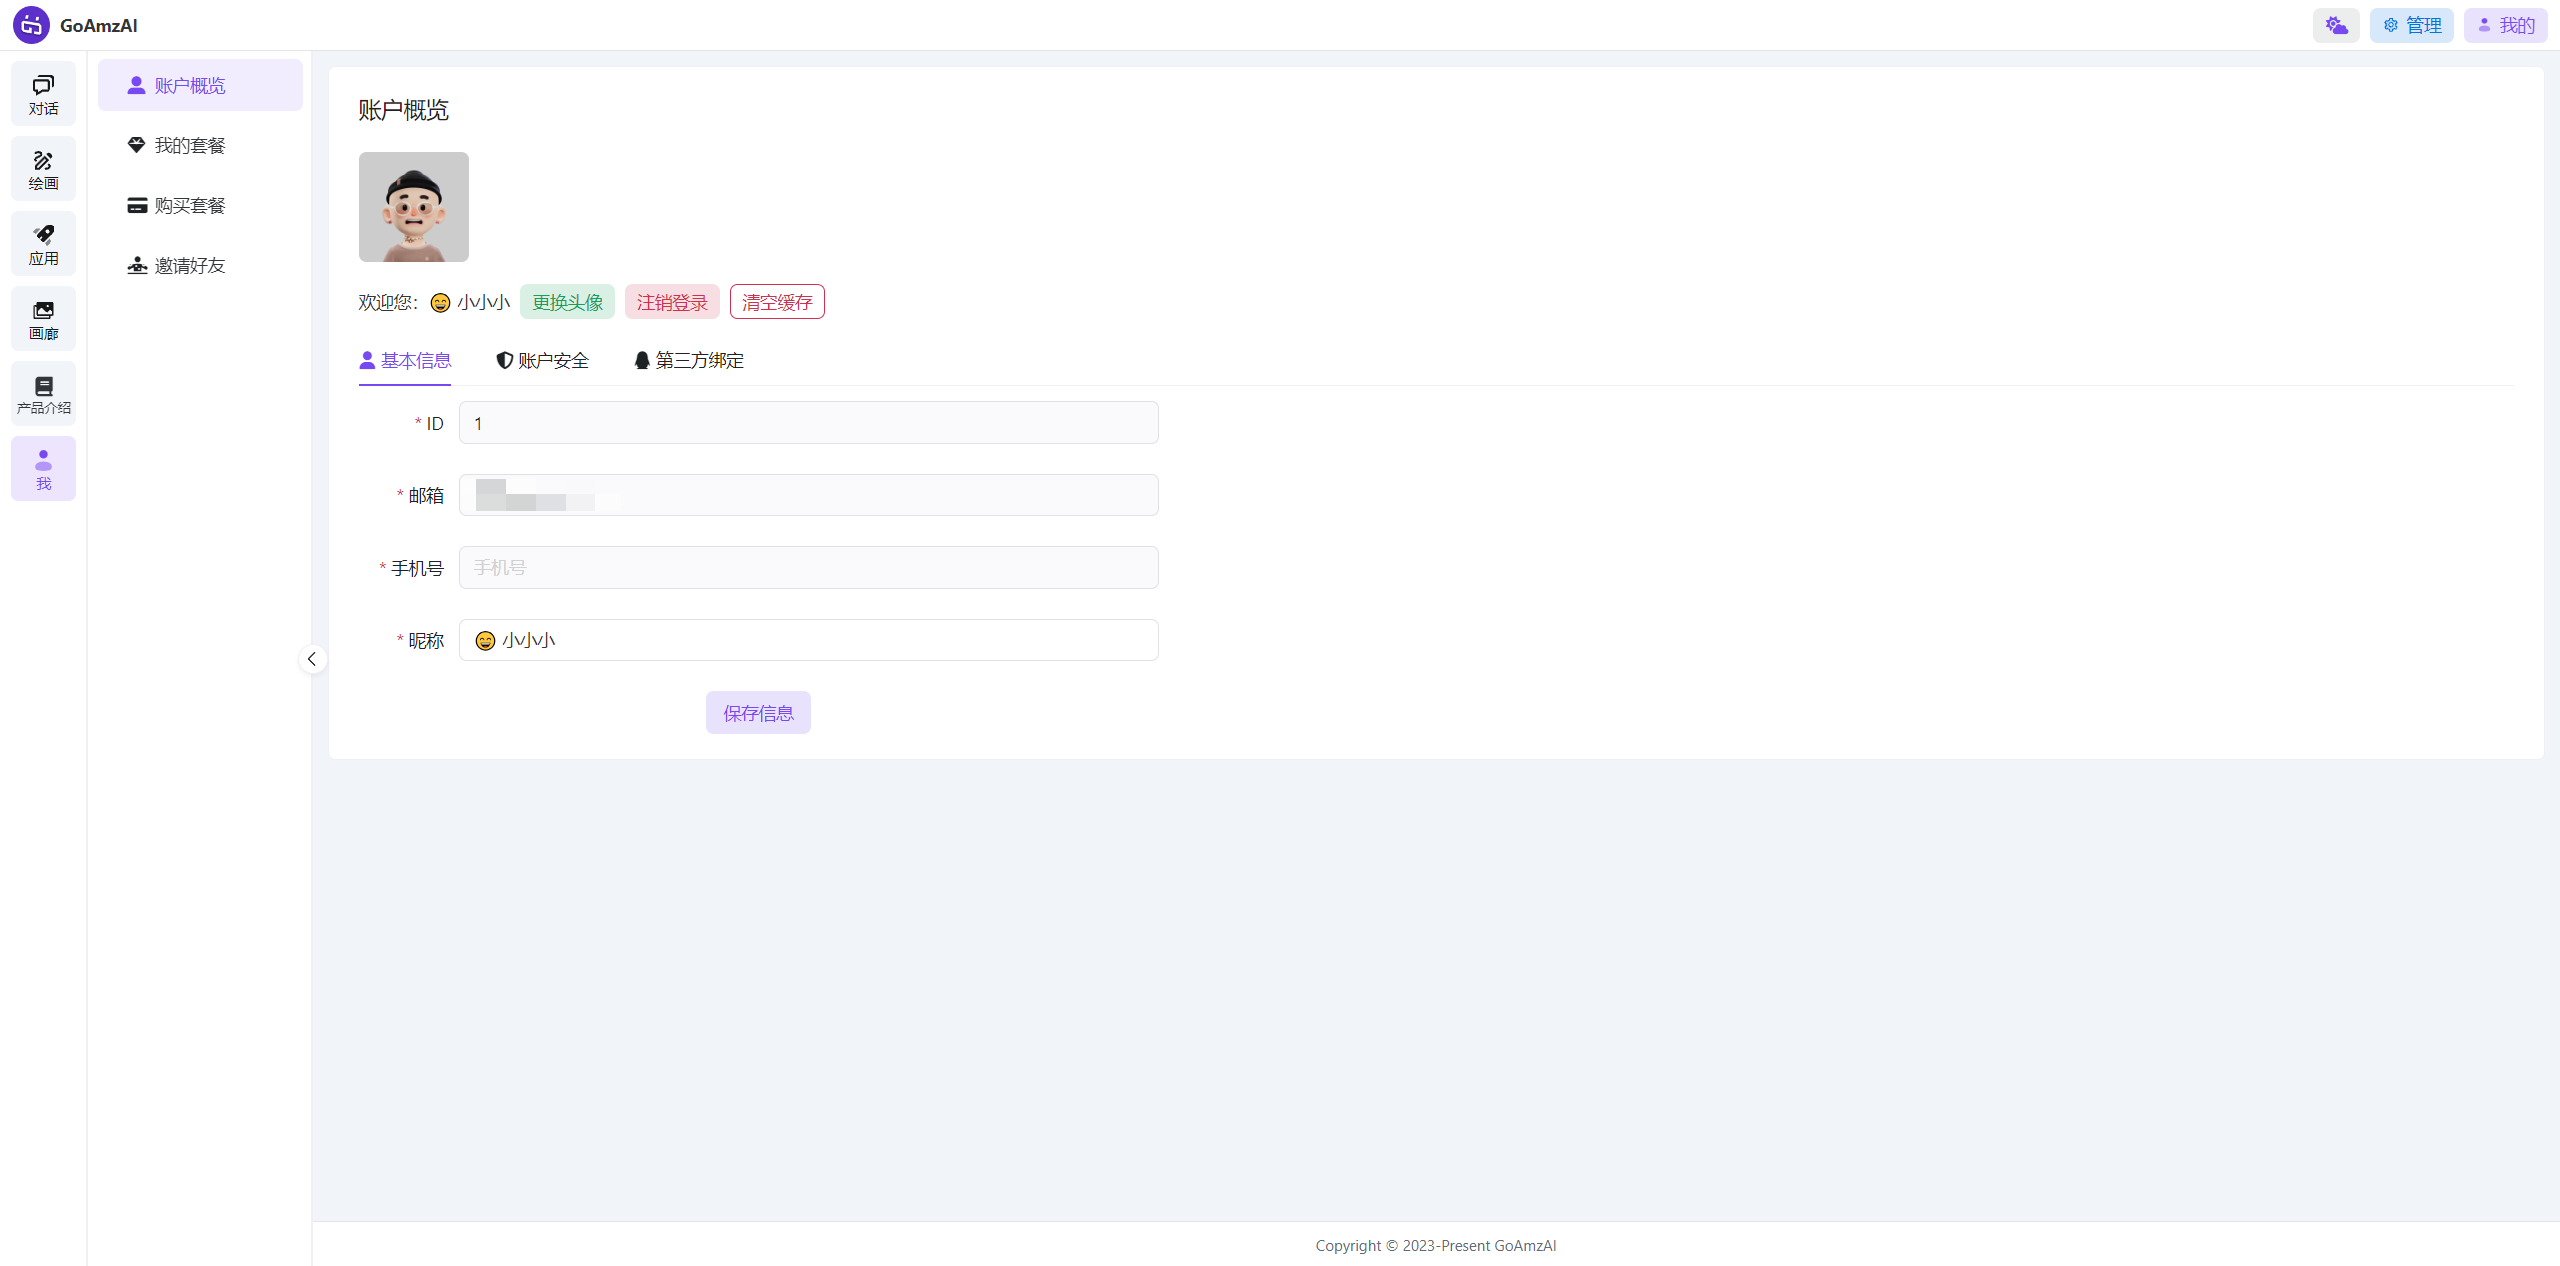 GoAmzAI
管理
我的
对话
绘画
应用
画廊
产品介绍
我
账户概览
我的套餐
购买套餐
邀请好友
账户概览
欢迎您：😄 小小小
更换头像
注销登录
清空缓存
基本信息
账户安全
第三方绑定
* ID
1
* 邮箱
* 手机号
手机号
* 昵称
😄 小小小
保存信息
Copyright © 2023-Present GoAmzAI